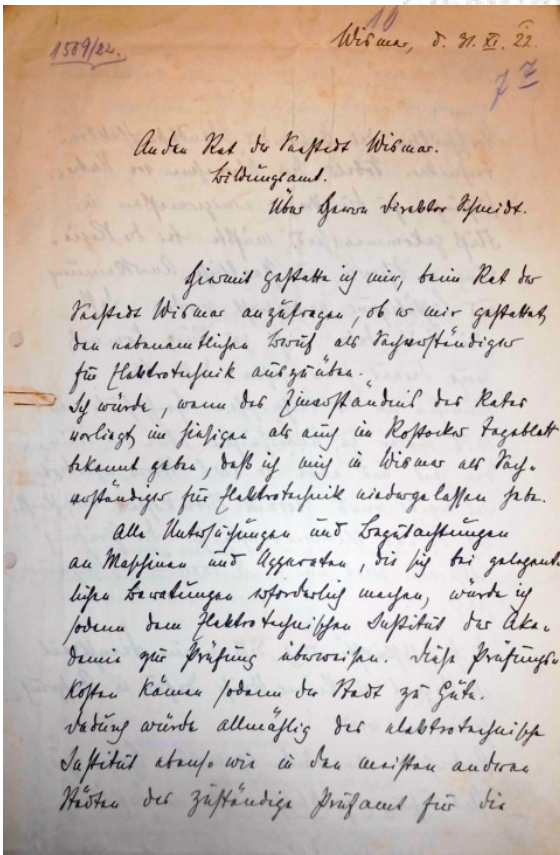 10
1509/22.
Wismar, d. 31. XI. 22.
An den Rat der Seestadt Wismar.
Bildungsamt.
Über Herrn Direktor Schmidt.
Hiermit gestatte ich mir, beim Rat der
Seestadt Wismar anzufragen, ob er mir gestattet,
den nebenamtlichen Beruf als Sachverständiger
für Elektrotechnik auszuüben.
Ich würde, wenn das Einverständnis des Rates
vorliegt, im hiesigen als auch im Rostocker Tageblatt
bekannt geben, daß ich mich in Wismar als Sach-
verständiger für Elektrotechnik niedergelassen habe.
Alle Untersuchungen und Begutachtungen
an Maschinen und Apparaten, die sich bei gelegent-
lichen Beratungen erforderlich machen, würde ich
sodann dem Elektrotechnischen Institut der Aka-
demie zur Prüfung überweisen. Diese Prüfungs-
kosten kämen sodann der Stadt zu Gute.
Dadurch würde allmählig das elektrotechnische
Institut ebenso wie in den meisten anderen
Städten das zuständige Prüfamt für die